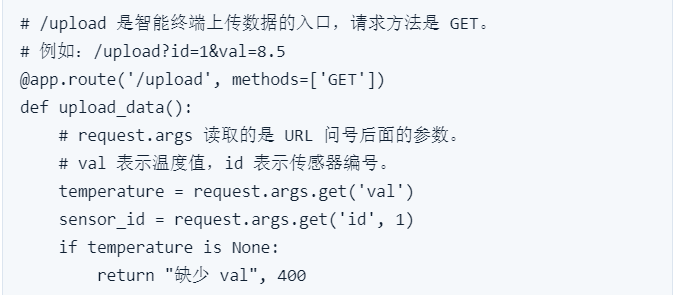 # /upload 是智能终端上传数据的入口，请求方法是 GET。
# 例如：/upload?id=1&val=8.5
@app.route('/upload', methods=['GET'])
def upload_data():
    # request.args 读取的是 URL 问号后面的参数。
    # val 表示温度值，id 表示传感器编号。
    temperature = request.args.get('val')
    sensor_id = request.args.get('id', 1)
    if temperature is None:
        return "缺少 val", 400